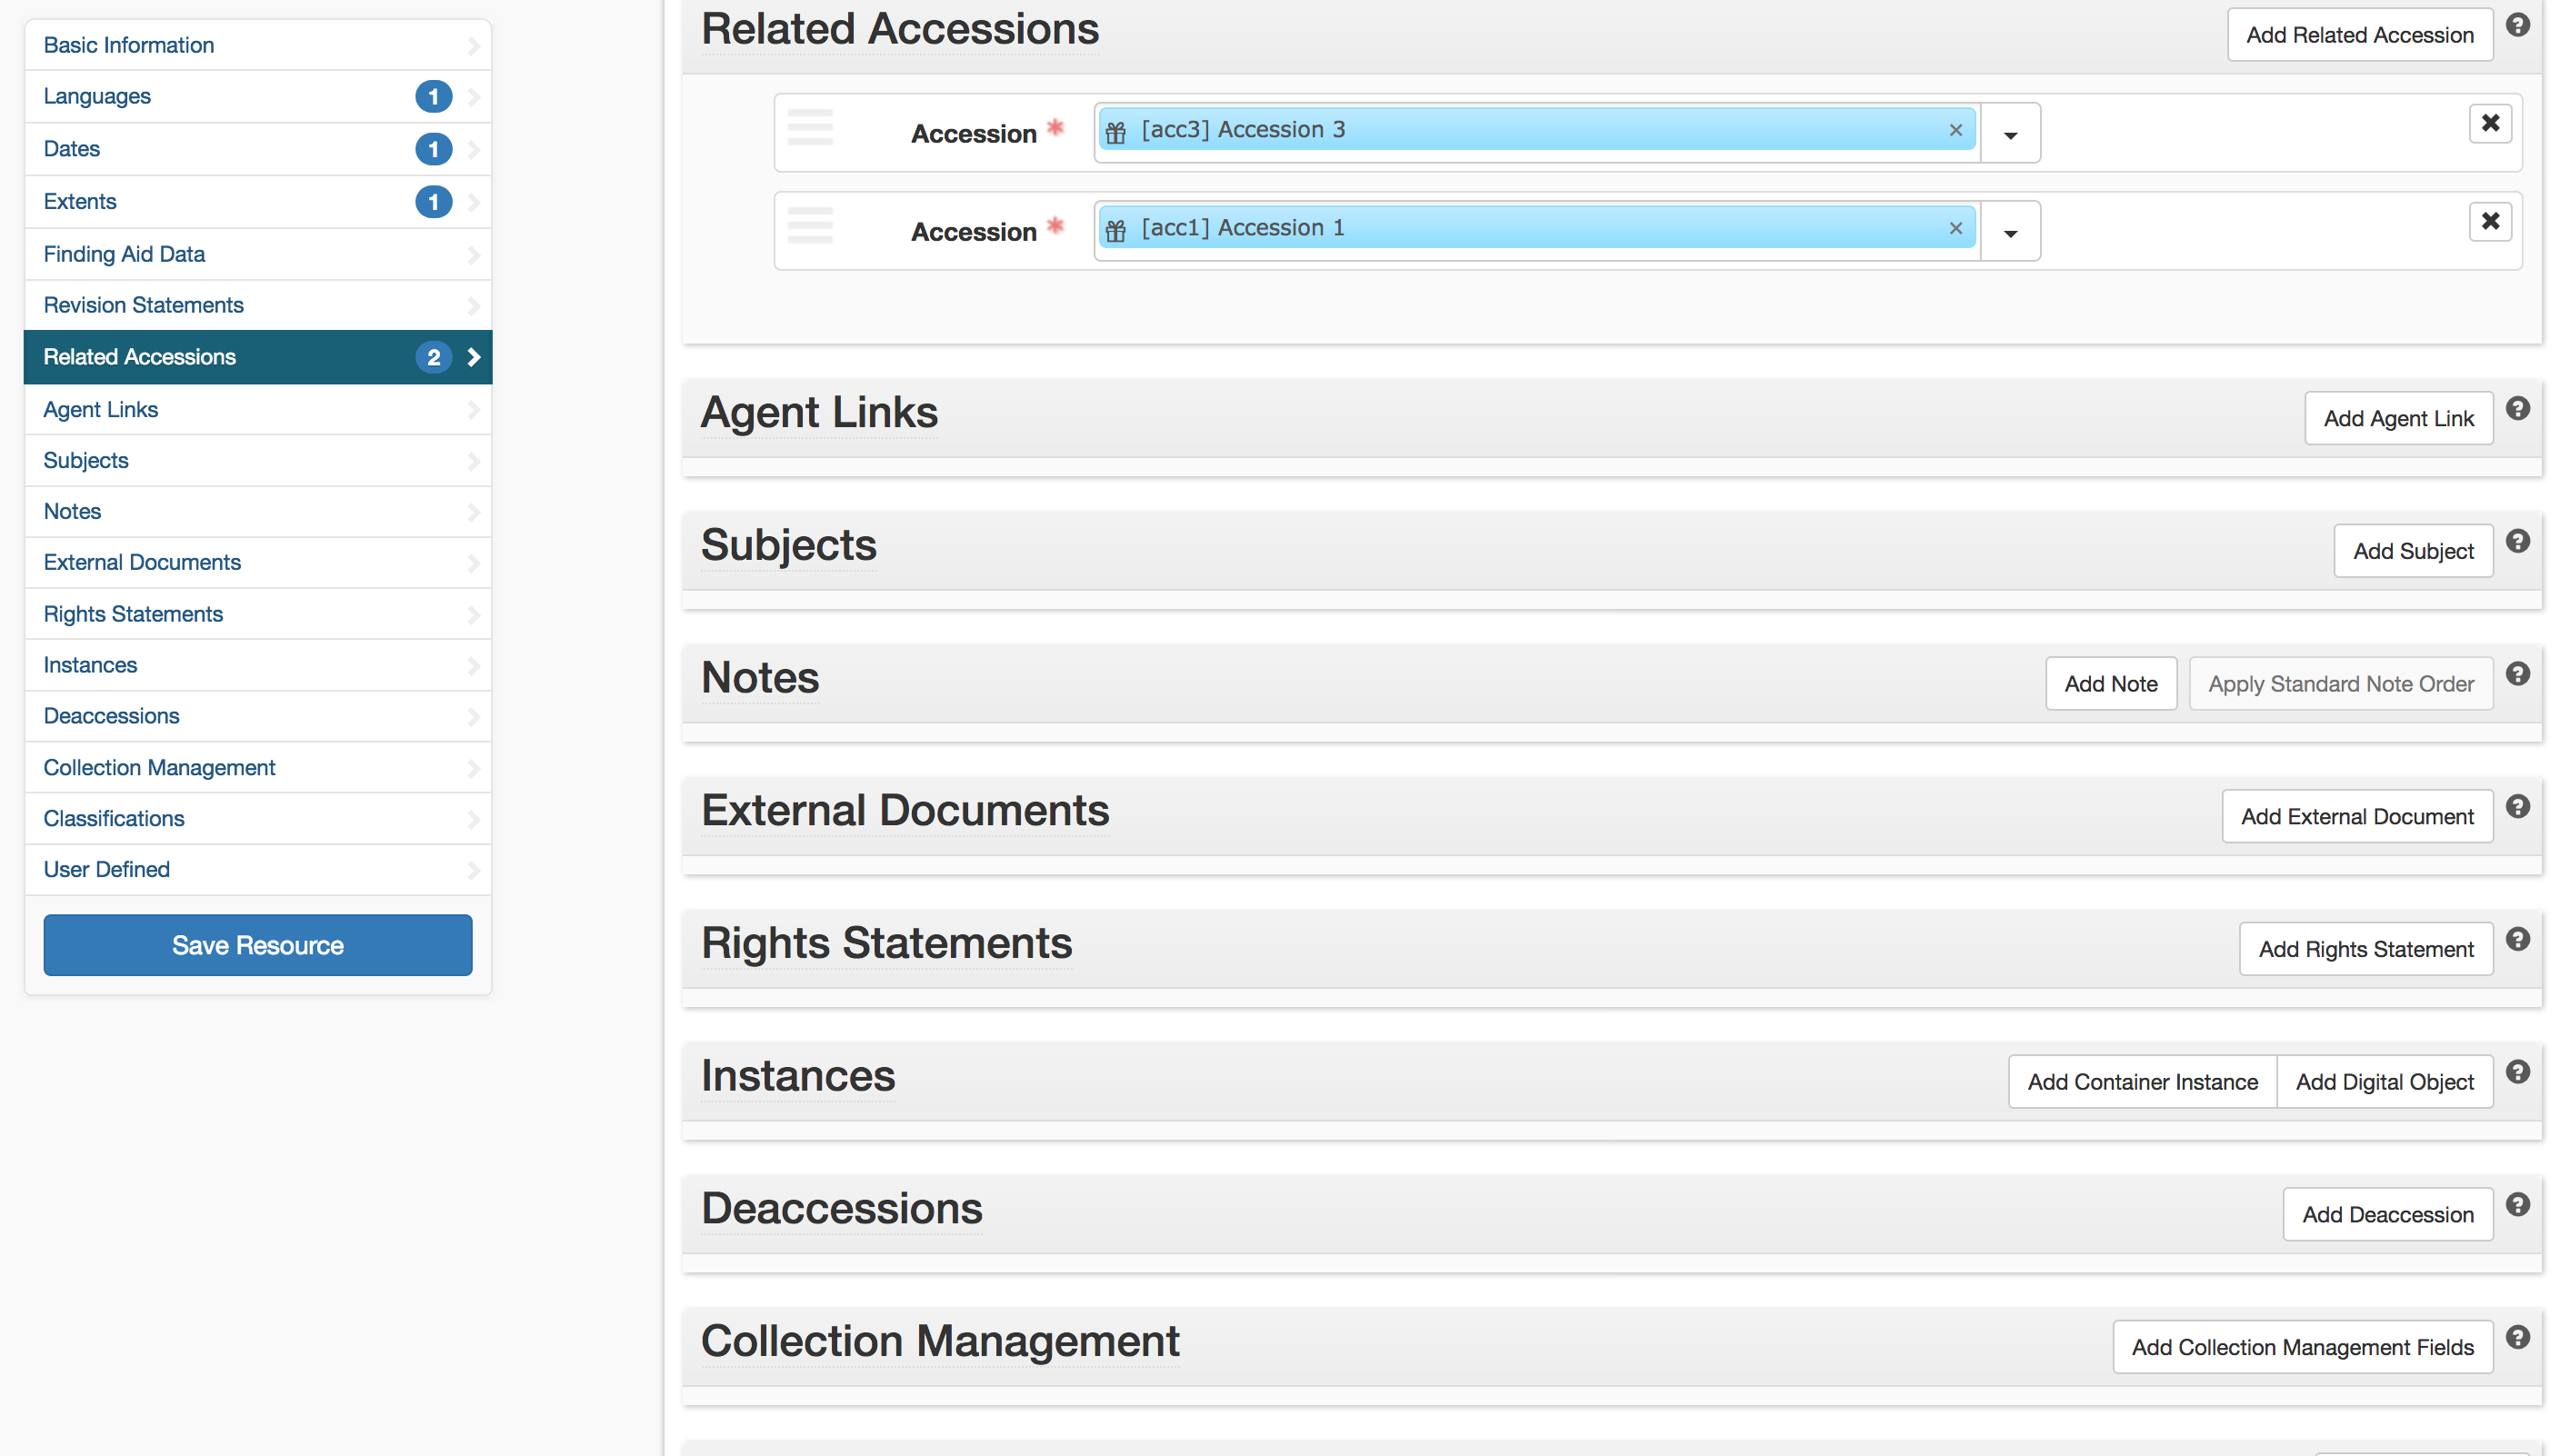 Basic Information
Languages 1
Dates 1
Extents 1
Finding Aid Data
Revision Statements
Related Accessions 2
Agent Links
Subjects
Notes
External Documents
Rights Statements
Instances
Deaccessions
Collection Management
Classifications
User Defined
Save Resource
Related Accessions Add Related Accession ?
Accession * [acc3] Accession 3 ×
Accession * [acc1] Accession 1 ×
Agent Links Add Agent Link ?
Subjects Add Subject ?
Notes Add Note Apply Standard Note Order ?
External Documents Add External Document ?
Rights Statements Add Rights Statement ?
Instances Add Container Instance Add Digital Object ?
Deaccessions Add Deaccession ?
Collection Management Add Collection Management Fields ?